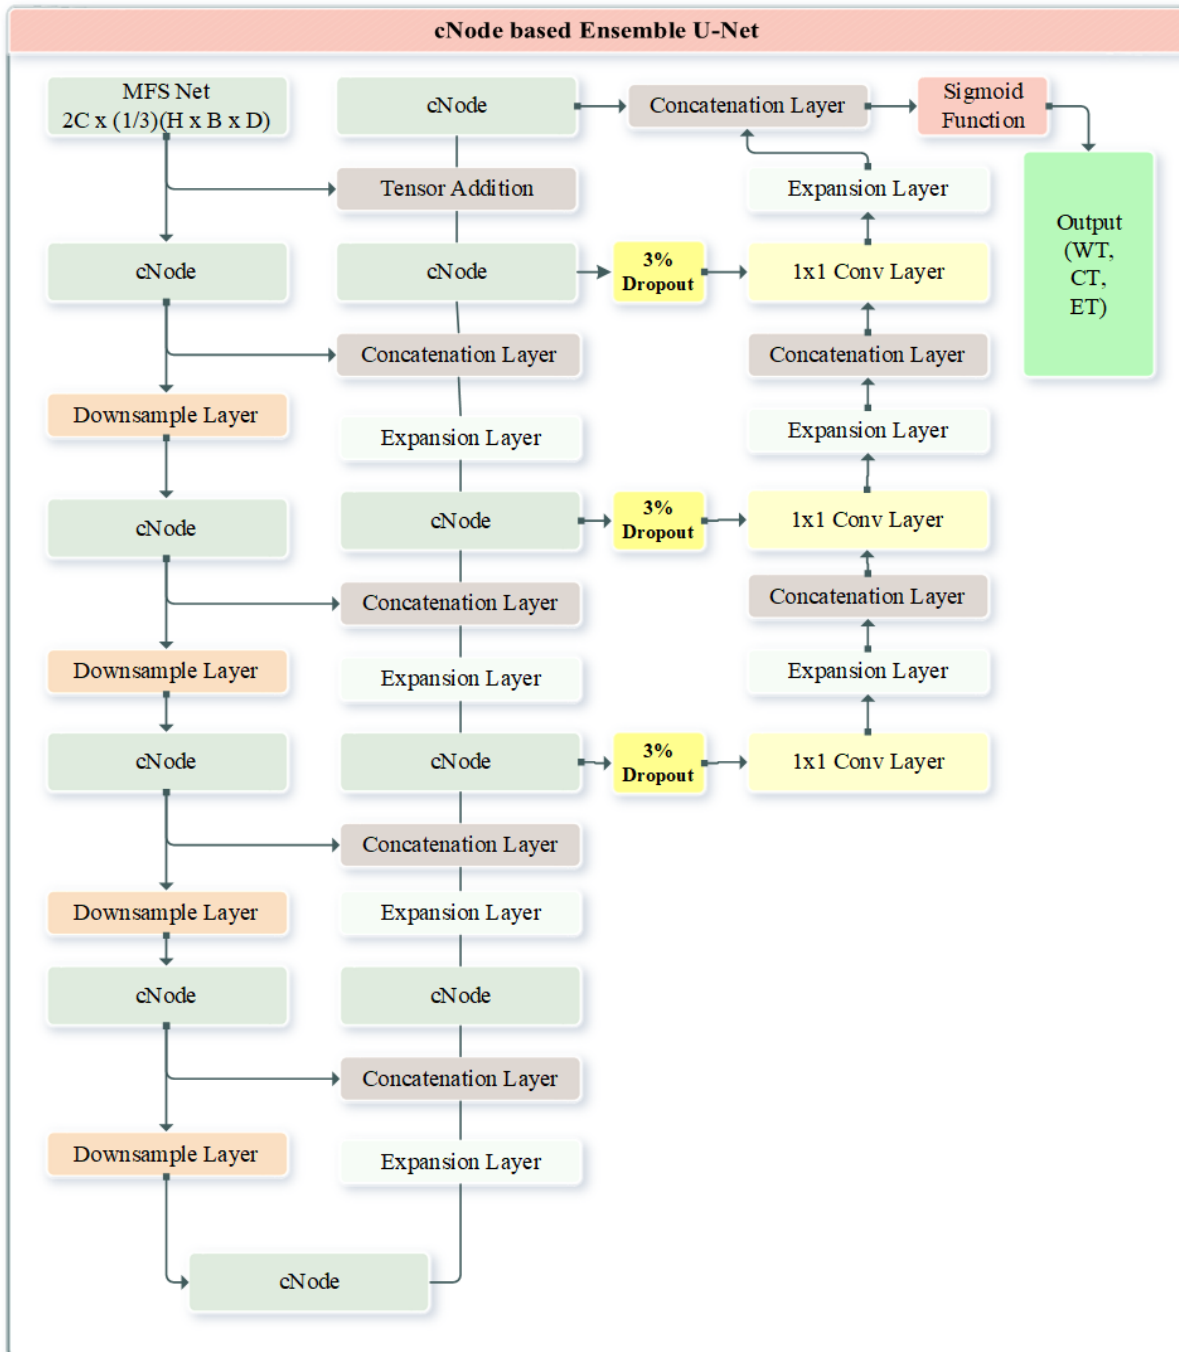 cNode based Ensemble U-Net
MFS Net
2C x (1/3)(H x B x D)
cNode
Concatenation Layer
Sigmoid
Function
Tensor Addition
Expansion Layer
Output
(WT,
CT,
ET)
cNode
cNode
3%
Dropout
1x1 Conv Layer
Concatenation Layer
Concatenation Layer
Downsample Layer
Expansion Layer
Expansion Layer
cNode
cNode
3%
Dropout
1x1 Conv Layer
Concatenation Layer
Concatenation Layer
Downsample Layer
Expansion Layer
Expansion Layer
cNode
cNode
3%
Dropout
1x1 Conv Layer
Concatenation Layer
Downsample Layer
Expansion Layer
cNode
cNode
Concatenation Layer
Downsample Layer
Expansion Layer
cNode